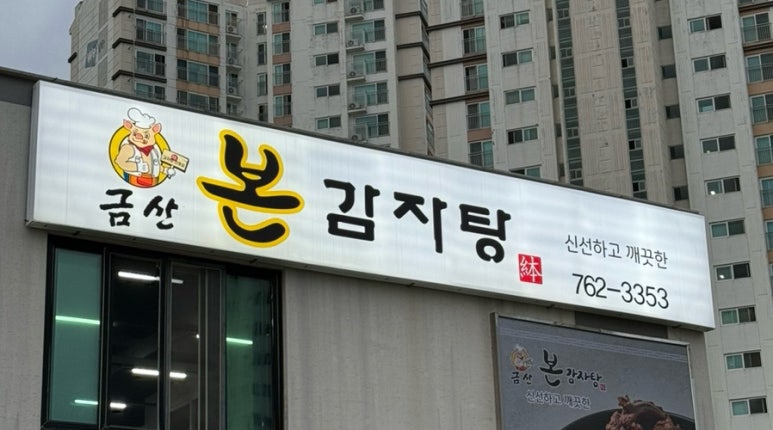 금산 본 감자탕
신선하고 깨끗한
762-3353
금산 본 감자탕
신선하고 깨끗한